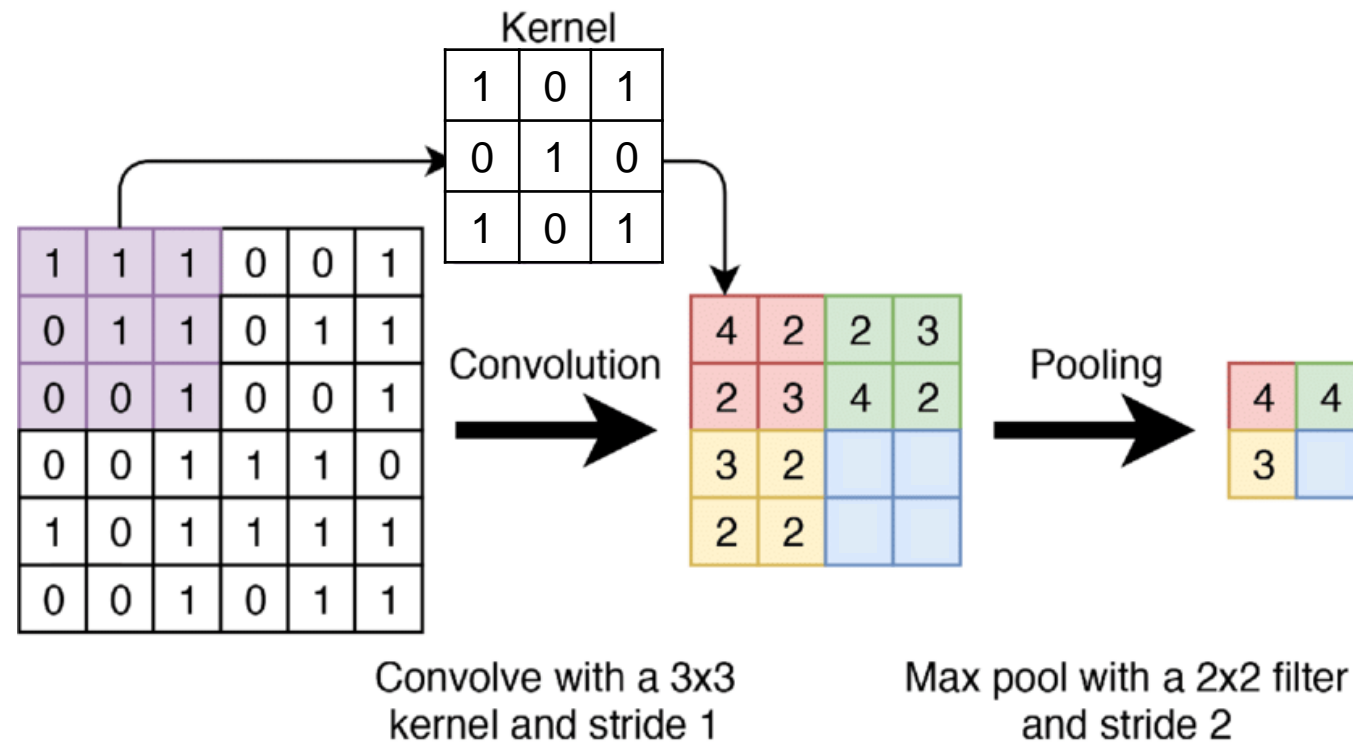 Kernel
1 0 1
0 1 0
1 0 1
1 1 1 0 0 1
0 1 1 0 1 1
0 0 1 0 0 1
0 0 1 1 1 0
1 0 1 1 1 1
0 0 1 0 1 1
Convolution
4 2 2 3
2 3 4 2
3 2
2 2
Pooling
4 4
3
Convolve with a 3x3
kernel and stride 1
Max pool with a 2x2 filter
and stride 2